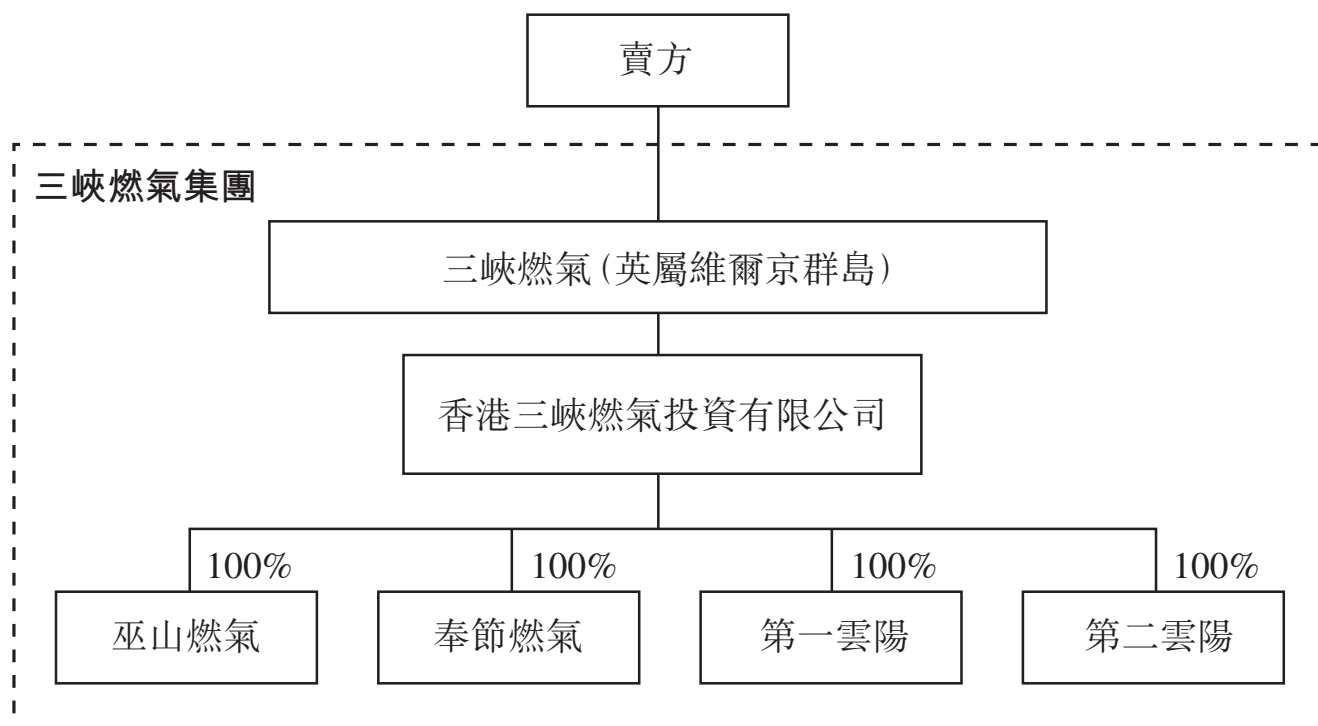 賣方
三峽燃氣集團
三峽燃氣(英屬維爾京群島)
香港三峽燃氣投資有限公司
100% 100% 100% 100%
巫山燃氣 奉節燃氣 第一雲陽 第二雲陽